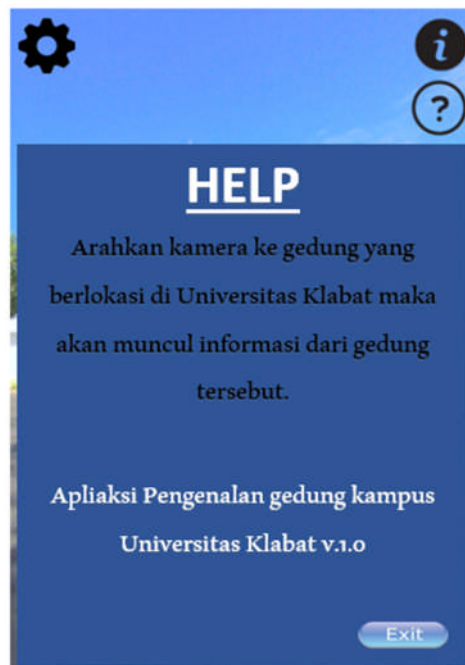 i
?
HELP
Arahkan kamera ke gedung yang
berlokasi di Universitas Klabat maka
akan muncul informasi dari gedung
tersebut.
Apliaksi Pengenalan gedung kampus
Universitas Klabat v.1.0
Exit